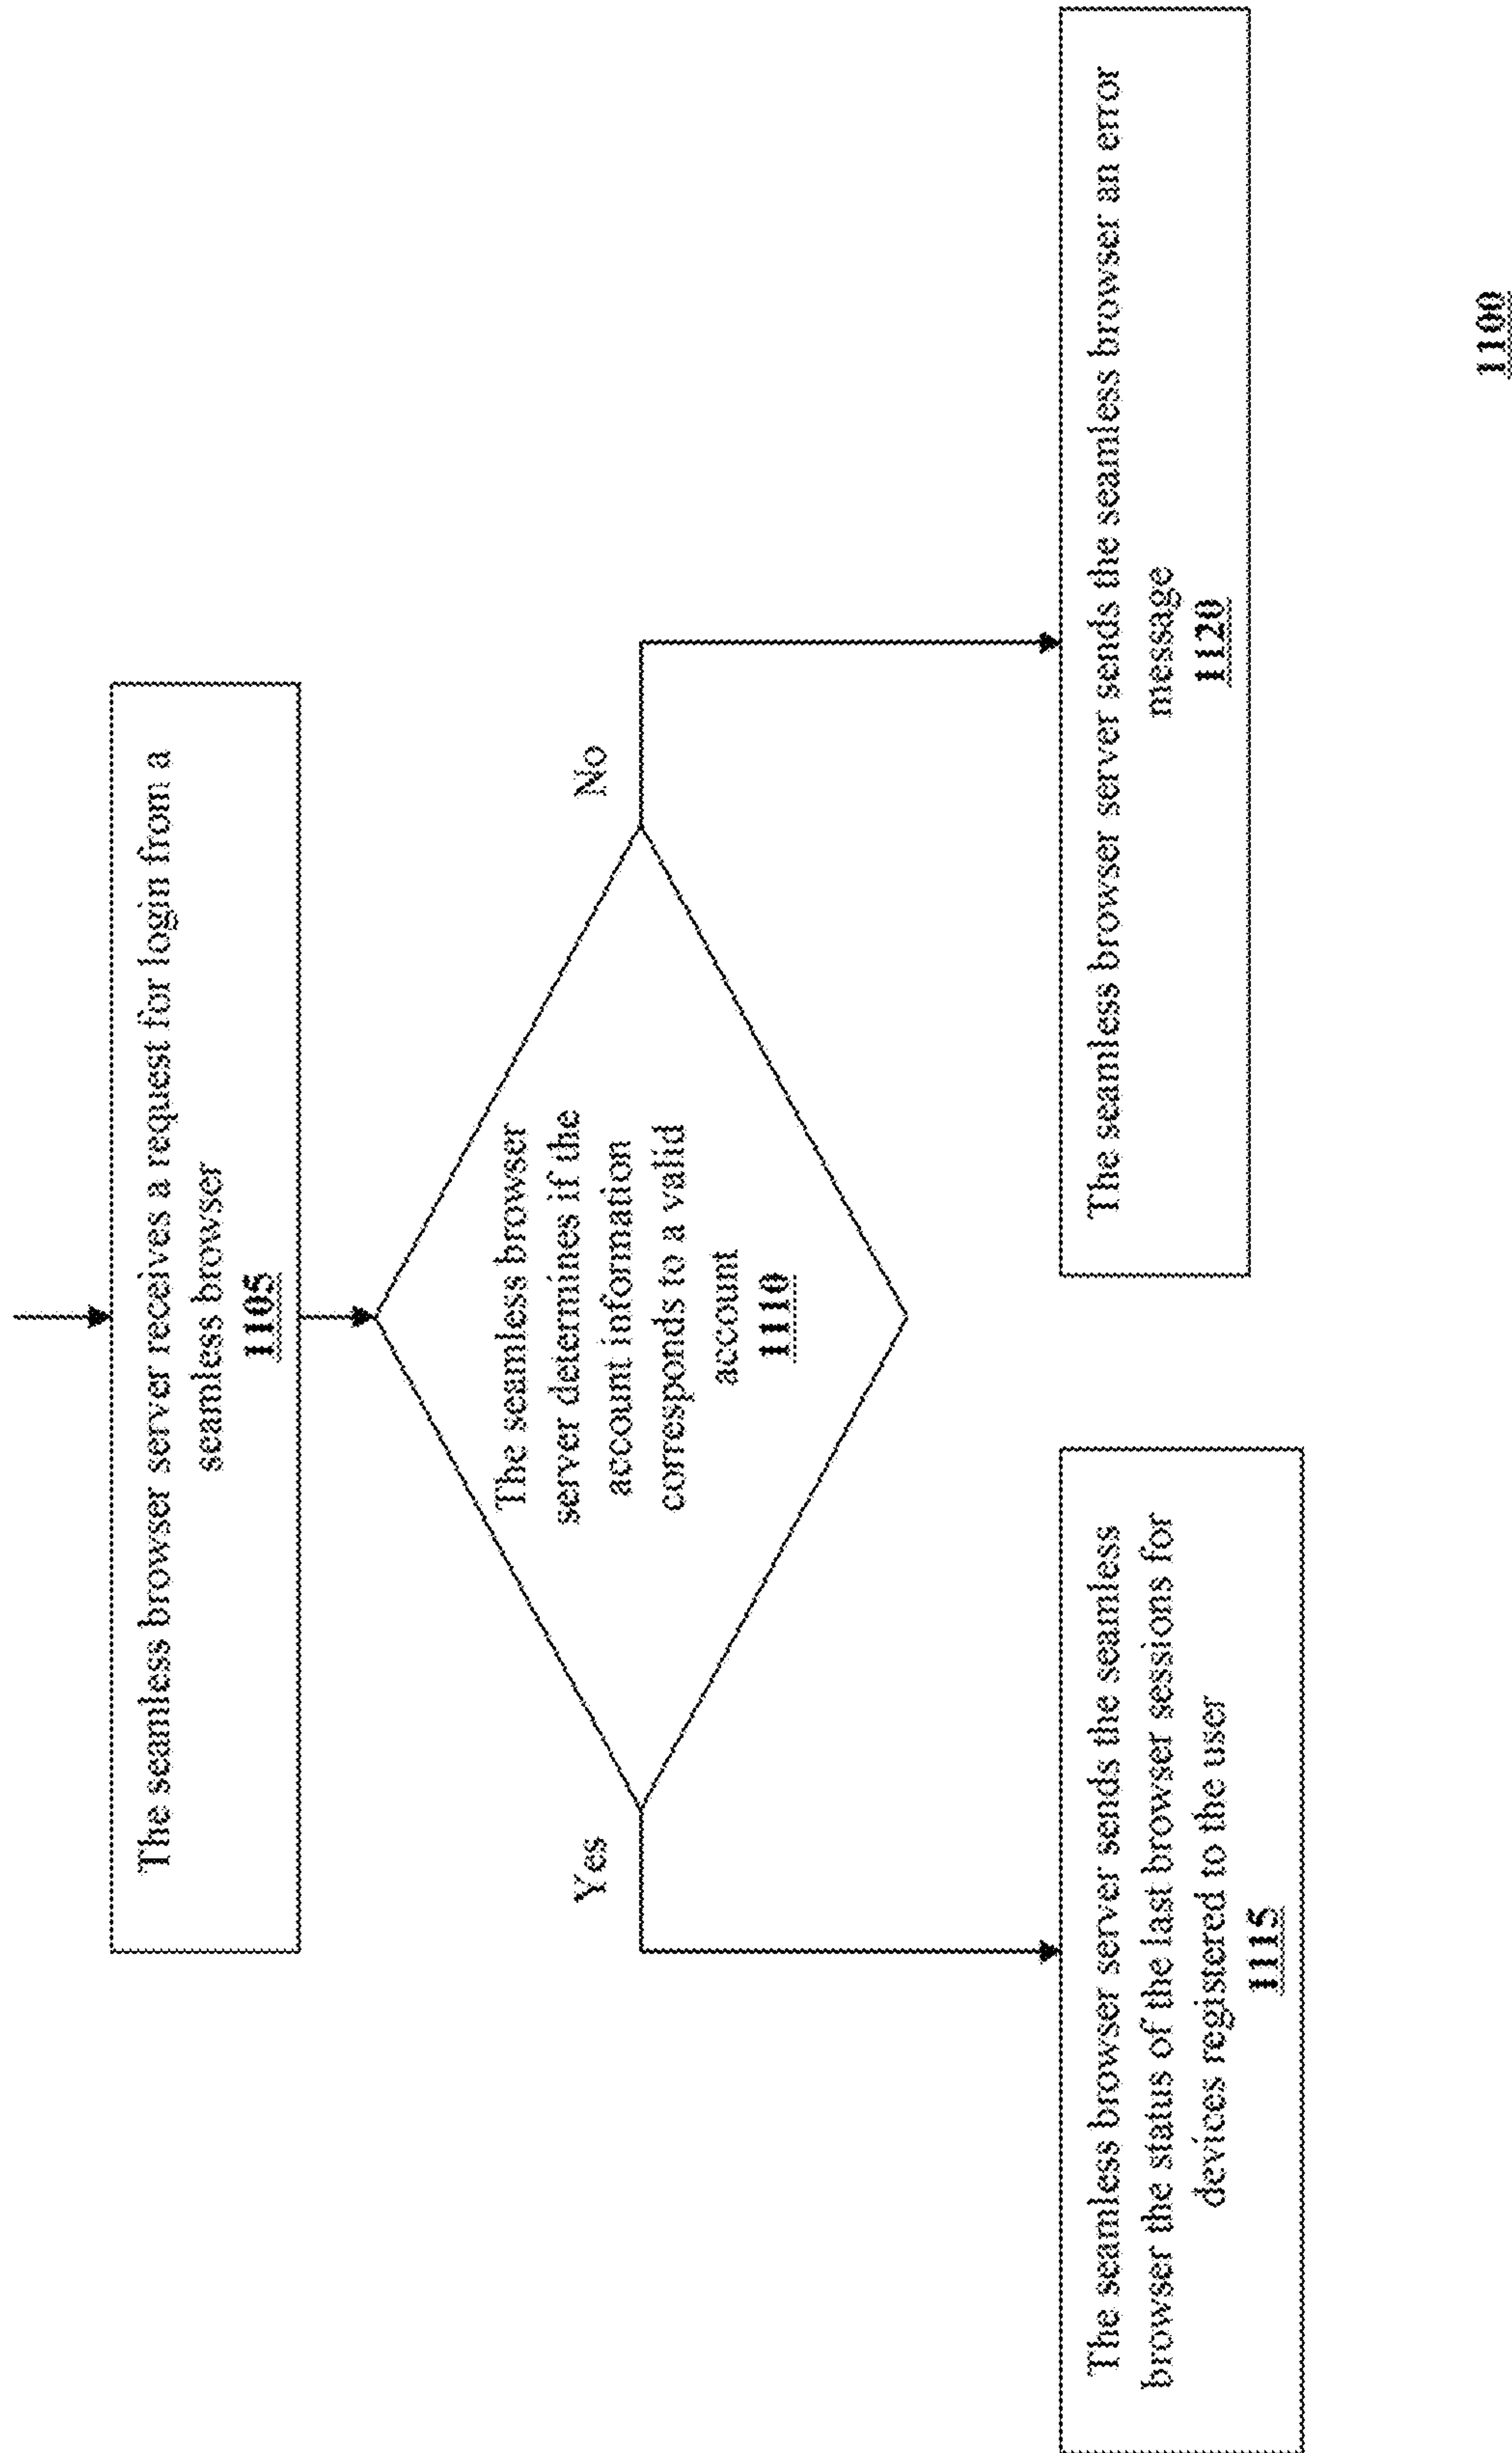 The seamless browser server receives a request for login from a
seamless browser
1105
The seamless browser
server determines if the
account information
corresponds to a valid
account
1110
Yes
No
The seamless browser server sends the seamless
browser the status of the last browser sessions for
devices registered to the user
1115
The seamless browser server sends the seamless browser an error
message
1120
1100